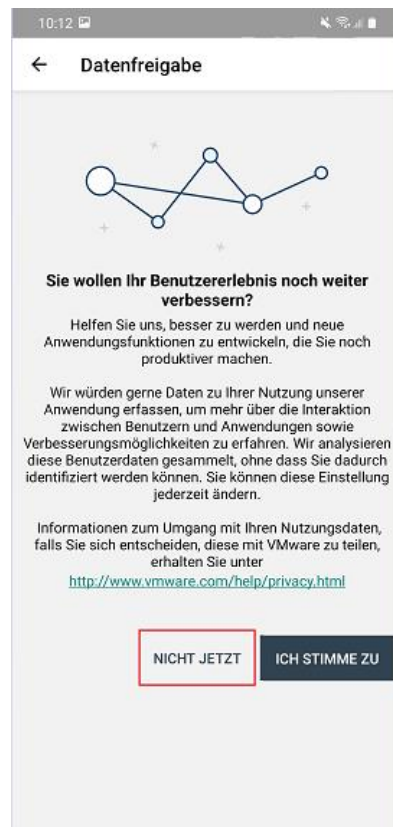 10:12
Datenfreigabe
Sie wollen Ihr Benutzererlebnis noch weiter
verbessern?
Helfen Sie uns, besser zu werden und neue
Anwendungsfunktionen zu entwickeln, die Sie noch
produktiver machen.
Wir würden gerne Daten zu Ihrer Nutzung unserer
Anwendung erfassen, um mehr über die Interaktion
zwischen Benutzern und Anwendungen sowie
Verbesserungsmöglichkeiten zu erfahren. Wir analysieren
diese Benutzerdaten gesammelt, ohne dass Sie dadurch
identifiziert werden können. Sie können diese Einstellung
jederzeit ändern.
Informationen zum Umgang mit Ihren Nutzungsdaten,
falls Sie sich entscheiden, diese mit VMware zu teilen,
erhalten Sie unter
http://www.vmware.com/help/privacy.html
NICHT JETZT ICH STIMME ZU